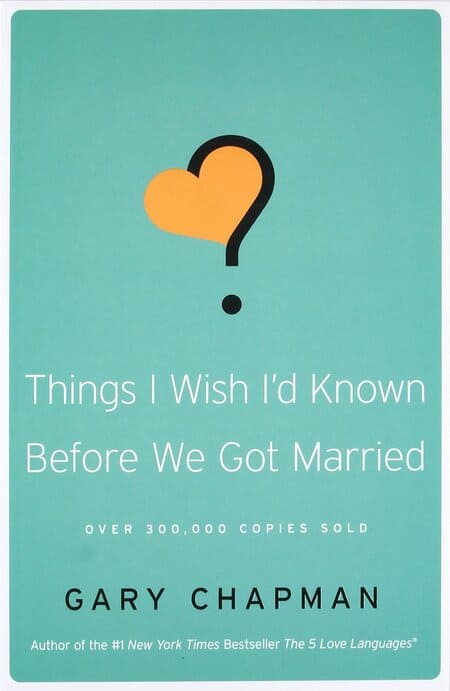 Things I Wish I'd Known
Before We Got Married
OVER 300,000 COPIES SOLD
GARY CHAPMAN
Author of the #1 New York Times Bestseller The 5 Love Languages®